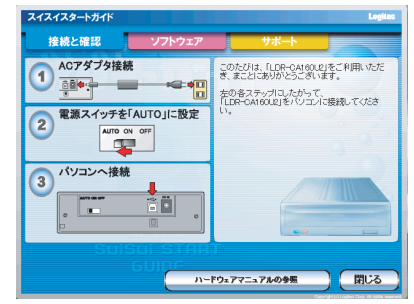 スイスイスタートガイド
Logitec
接続と確認
ソフトウェア
サポート
1 ACアダプタ接続
2 電源スイッチを「AUTO」に設定
AUTO ON OFF
3 パソコンへ接続
AUTO ON OFF
このたびは、「LDR-CA160U2」をご利用いただ
き、まことにありがとうございます。
左の各ステップにしたがって、
「LDR-CA160U2」をパソコンに接続してくださ
い。
SUISUI START
GUIDE
ハードウェアマニュアルの参照
閉じる